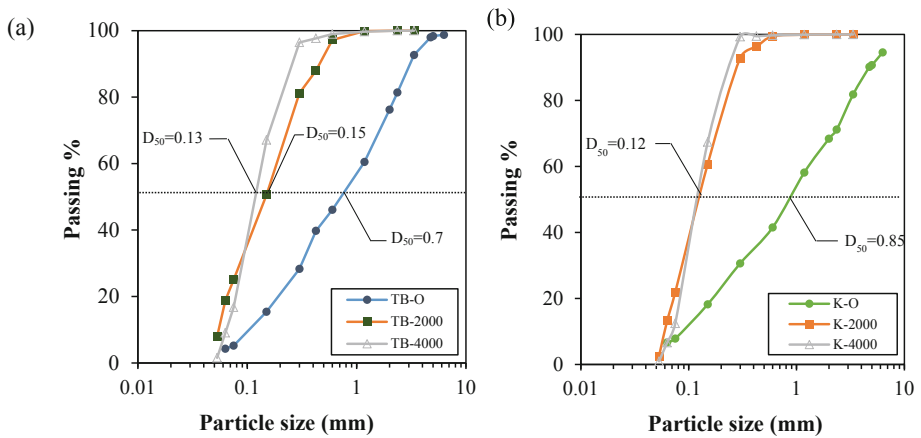 (a)
100
80
60
40
20
0
Passing %
D50=0.13
D50=0.15
D50=0.7
TB-O
TB-2000
TB-4000
0.01
0.1
1
10
Particle size (mm)
(b)
100
80
60
40
20
0
Passing %
D50=0.12
D50=0.85
K-O
K-2000
K-4000
0.01
0.1
1
10
Particle size (mm)